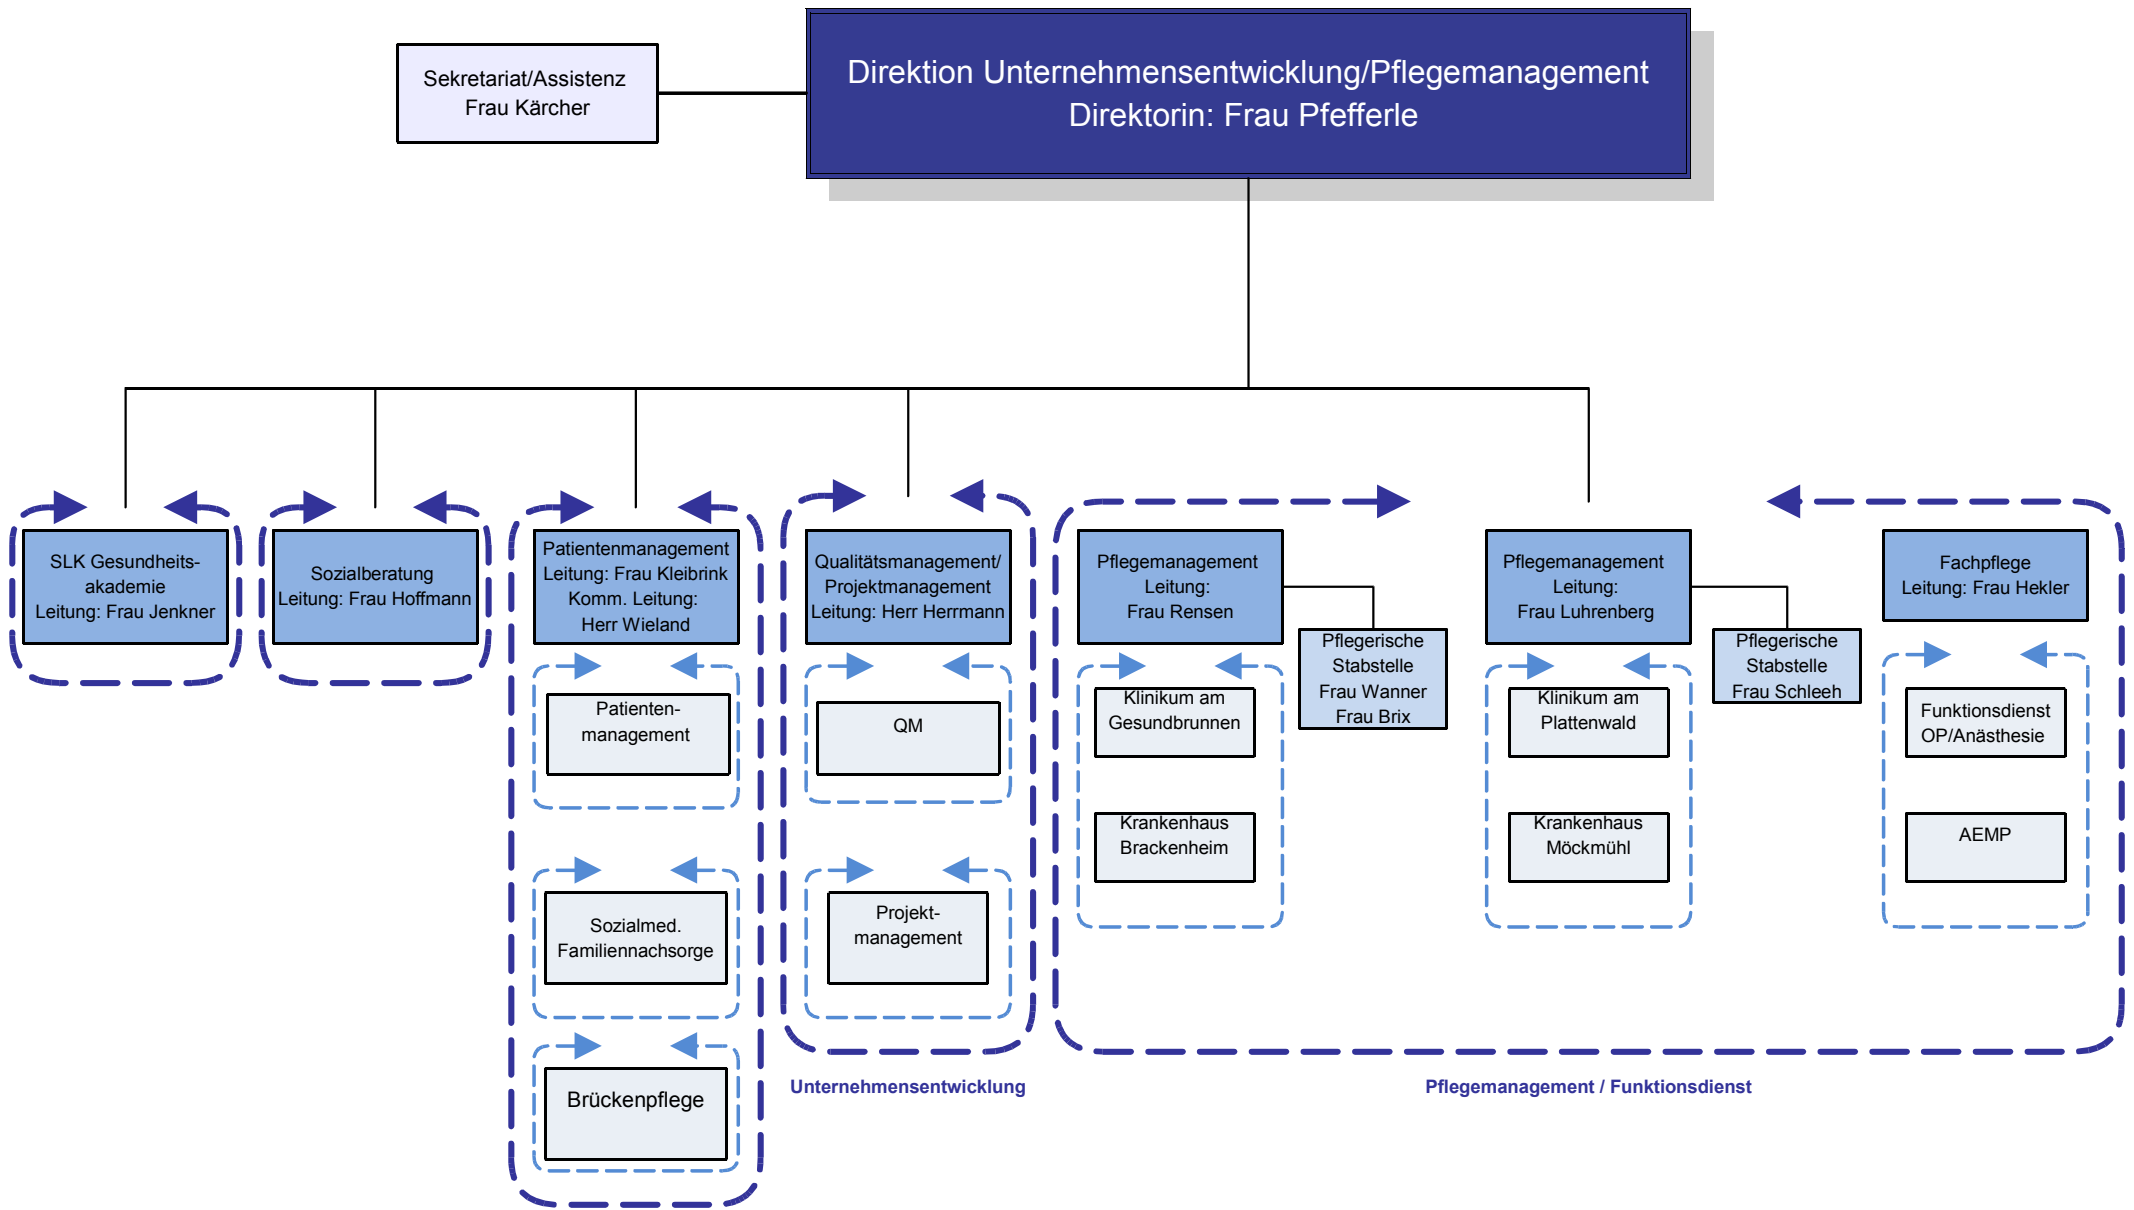 Sekretariat/Assistenz
Frau Kärcher
Direktion Unternehmensentwicklung/Pflegemanagement
Direktorin: Frau Pfefferle
SLK Gesundheits-
akademie
Leitung: Frau Jenkner
Sozialberatung
Leitung: Frau Hoffmann
Patientenmanagement
Leitung: Frau Kleibrink
Komm. Leitung:
Herr Wieland
Patienten-
management
Sozialmed.
Familiennachsorge
Brückenpflege
Qualitätsmanagement/
Projektmanagement
Leitung: Herr Herrmann
QM
Projekt-
management
Unternehmensentwicklung
Pflegemanagement
Leitung:
Frau Rensen
Pflegerische
Stabstelle
Frau Wanner
Frau Brix
Klinikum am
Gesundbrunnen
Krankenhaus
Brackenheim
Pflegemanagement
Leitung:
Frau Luhrenberg
Pflegerische
Stabstelle
Frau Schleeh
Klinikum am
Plattenwald
Krankenhaus
Möckmühl
Fachpflege
Leitung: Frau Hekler
Funktionsdienst
OP/Anästhesie
AEMP
Pflegemanagement / Funktionsdienst